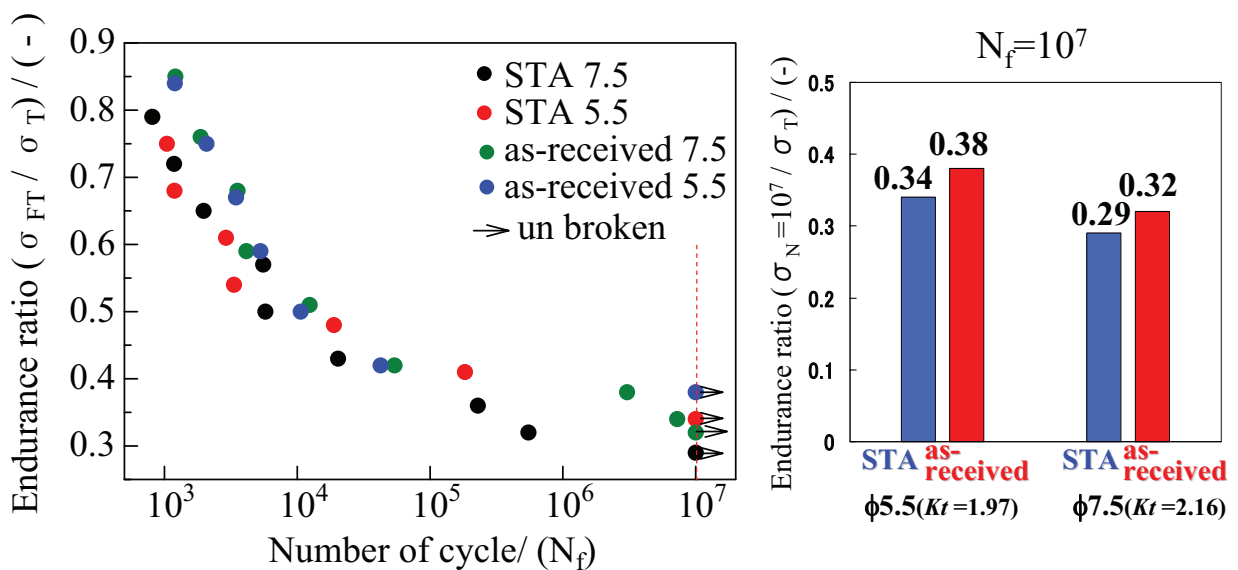 Endurance ratio ( σ FT / σ T) / ( - )
0.9
0.8
0.7
0.6
0.5
0.4
0.3
10³
10⁴
10⁵
10⁶
10⁷
Number of cycle/ (Nf)
STA 7.5
STA 5.5
as-received 7.5
as-received 5.5
un broken
Nf=10⁷
Endurance ratio ( σ N =10⁷ / σ T) / (-)
0.5
0.4
0.3
0.2
0.1
0
0.34
0.38
0.29
0.32
STA
as-
received
STA
as-
received
ϕ5.5(Kt =1.97)
ϕ7.5(Kt =2.16)